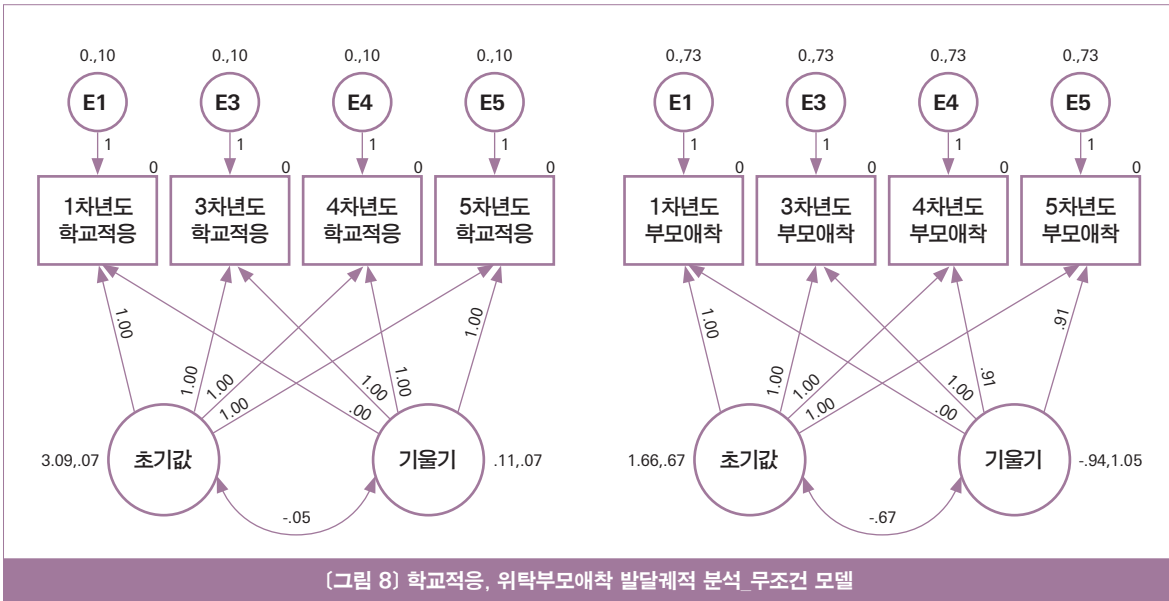 0.,10 0.,10 0.,10 0.,10 0.,73 0.,73 0.,73 0.,73
E1 E3 E4 E5 E1 E3 E4 E5
1 1 1 1 1 1 1 1
0 0 0 0 0 0 0 0
1차년도 3차년도 4차년도 5차년도 1차년도 3차년도 4차년도 5차년도
학교적응 학교적응 학교적응 학교적응 부모애착 부모애착 부모애착 부모애착
1.00 1.00 1.00 .91
1.00 1.00 1.00 1.00 1.00 1.00 1.00 .91
1.00 .00 1.00 .00
3.09,.07 초기값 기울기 .11,.07 1.66,.67 초기값 기울기 -.94,1.05
-.05 -.67
[그림 8] 학교적응, 위탁부모애착 발달궤적 분석_무조건 모델